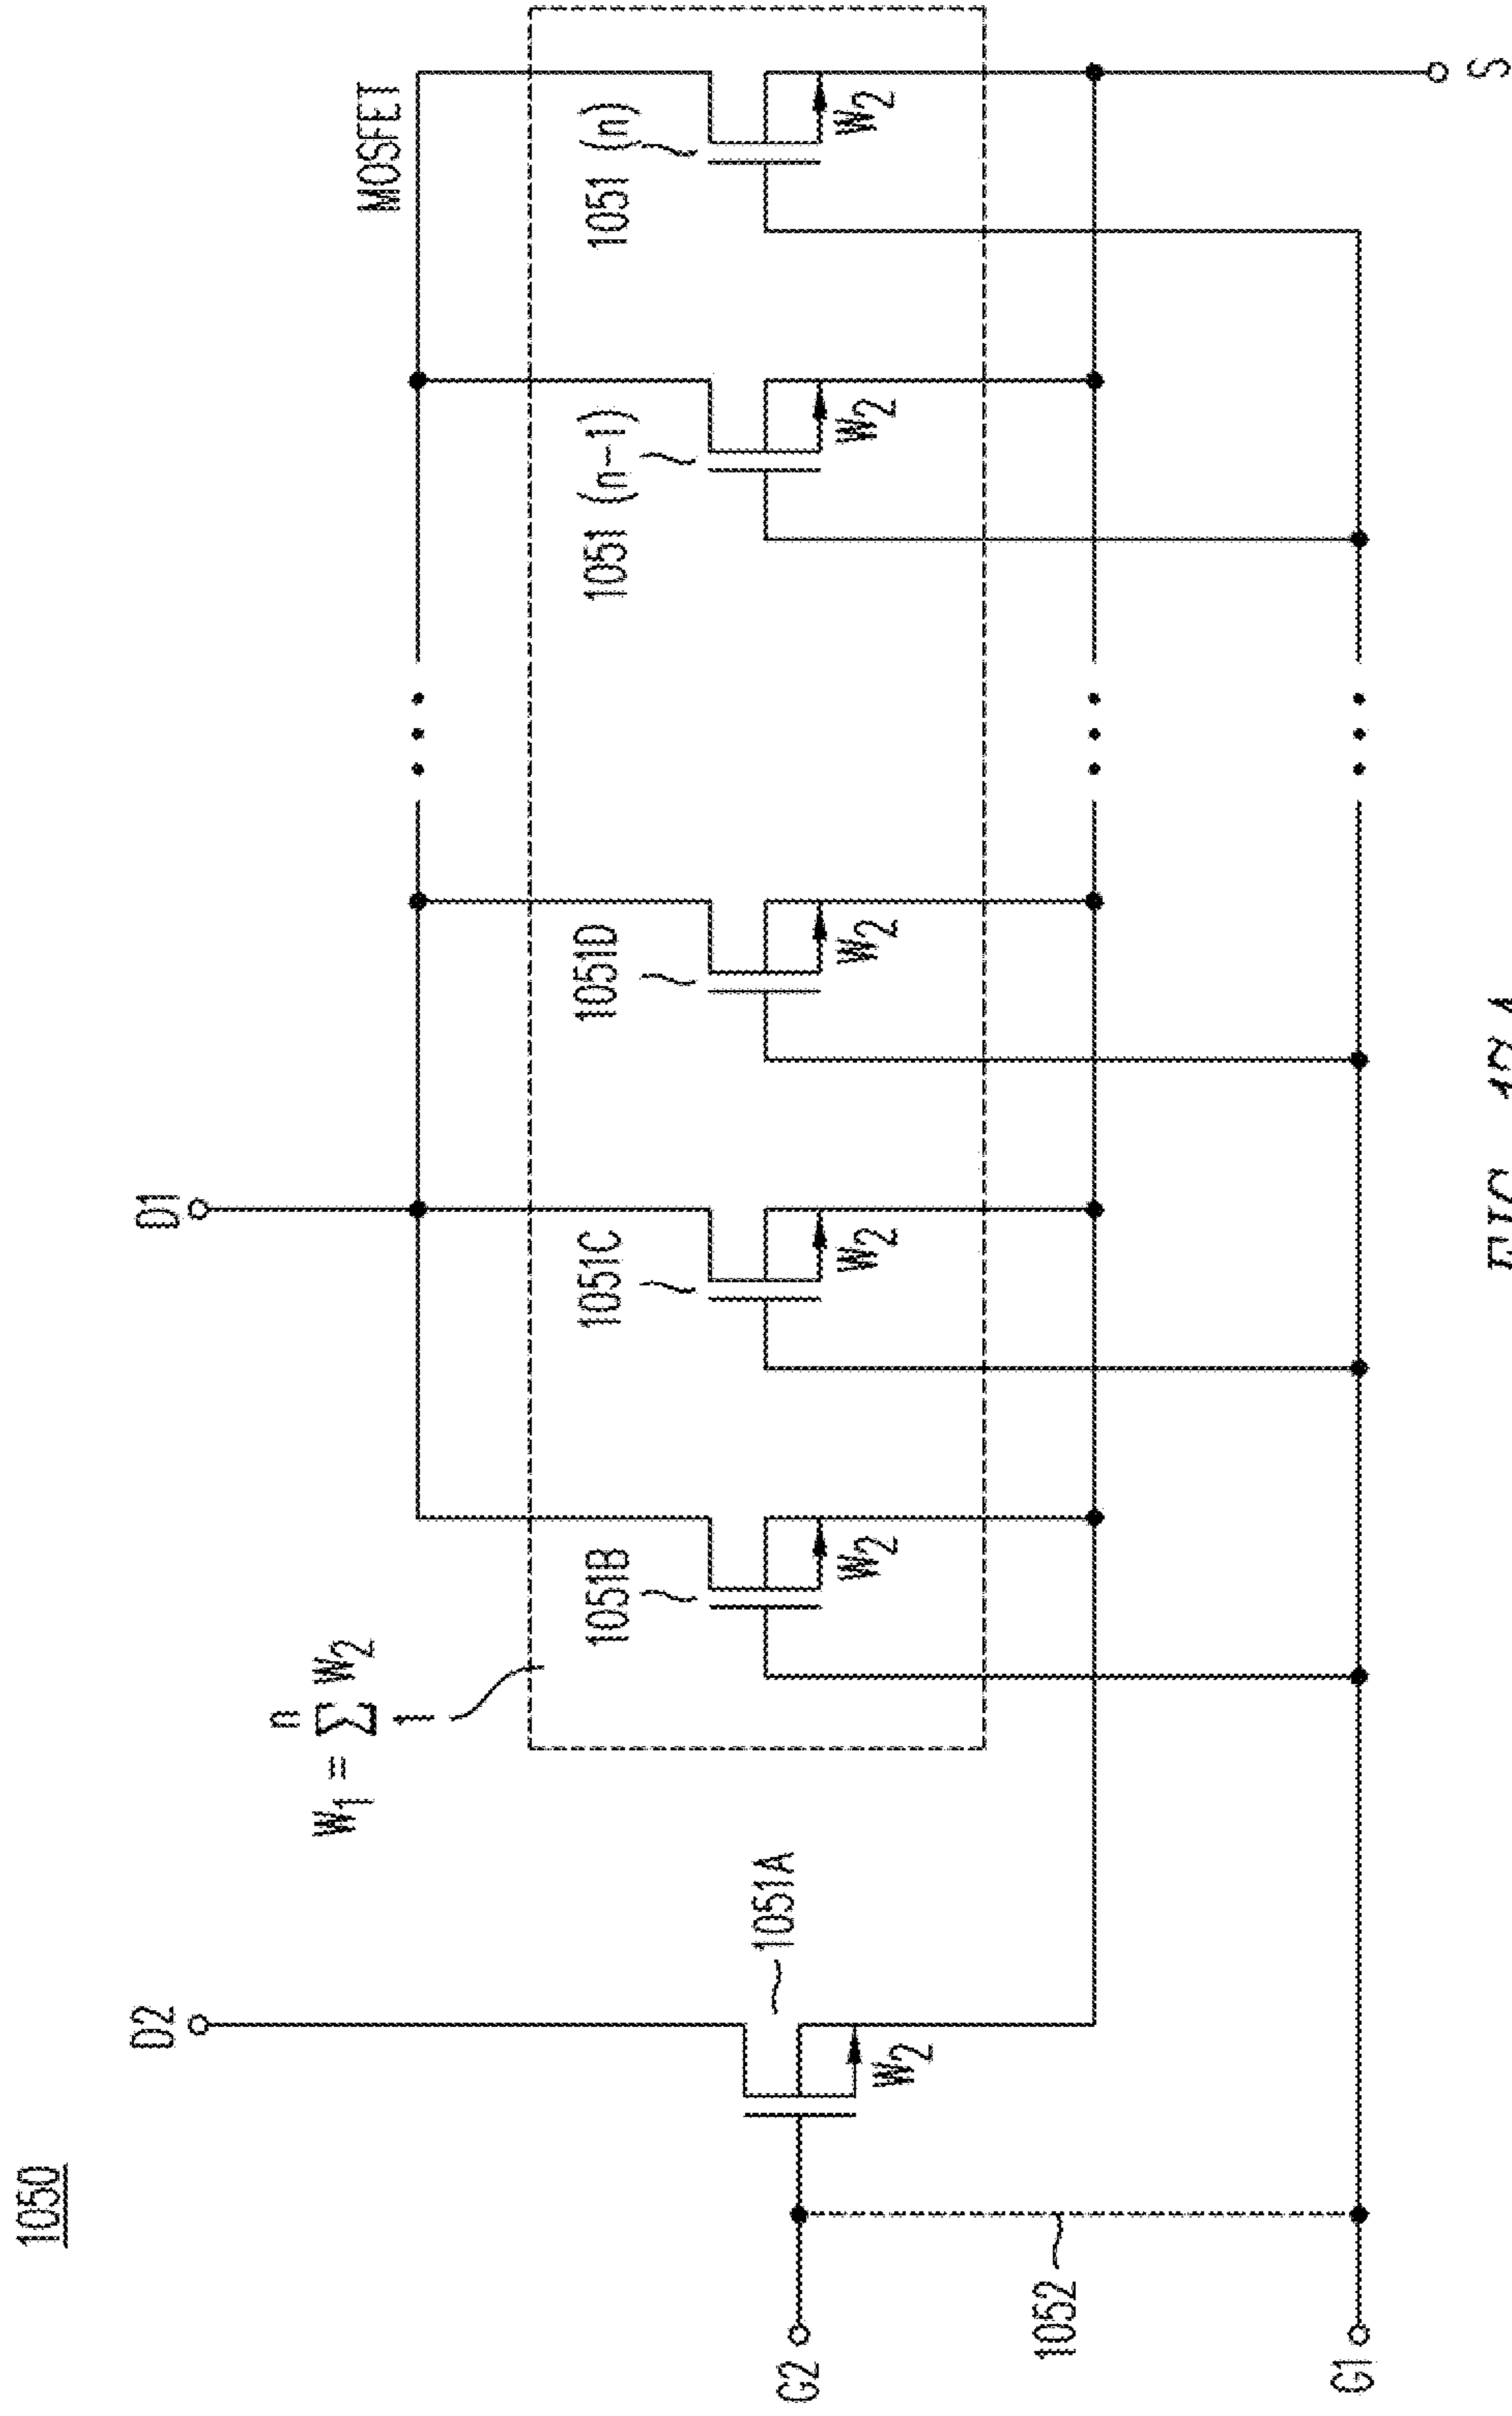 1050
D2
D1
MOSFET
n
W1 = Σ W2
1
1051B
1051C
1051D
1051 (n-1)
1051 (n)
1051A
W2
W2
W2
W2
W2
W2
G2
1052
G1
S